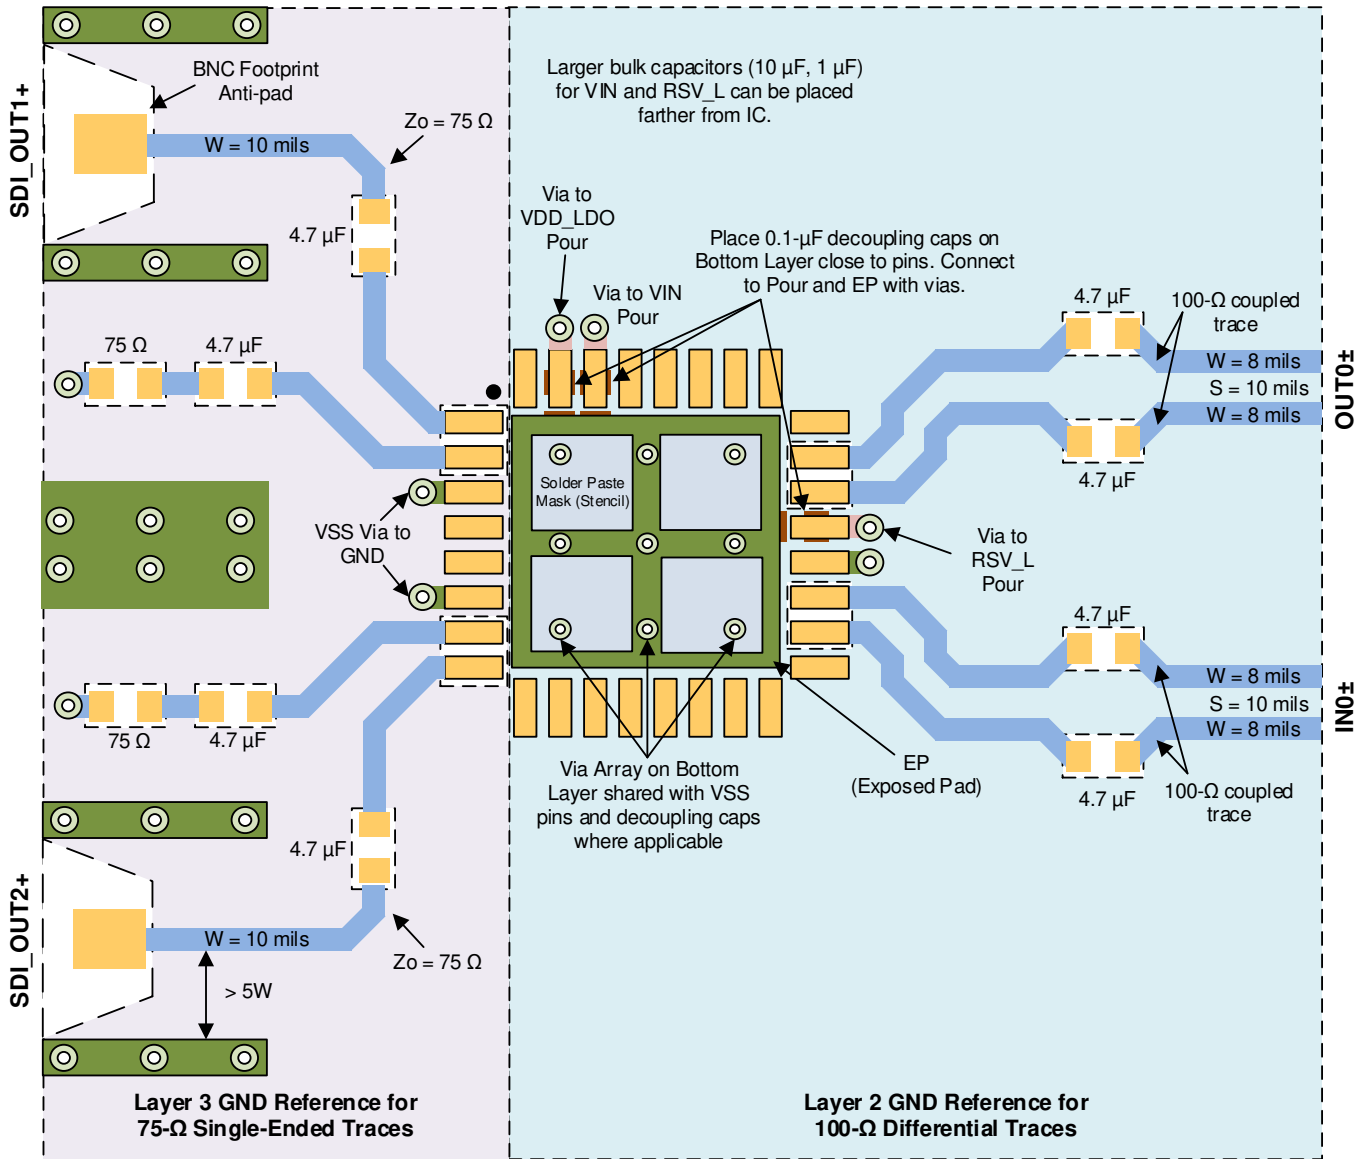 BNC Footprint
Anti-pad
SDI_OUT1+
W = 10 mils
Zo = 75 Ω
4.7 µF
75 Ω
4.7 µF
Larger bulk capacitors (10 µF, 1 µF)
for VIN and RSV_L can be placed
farther from IC.
Via to
VDD_LDO
Pour
Via to VIN
Pour
Place 0.1-µF decoupling caps on
Bottom Layer close to pins. Connect
to Pour and EP with vias.
4.7 µF
100-Ω coupled
trace
W = 8 mils
S = 10 mils
W = 8 mils
OUT0±
4.7 µF
Solder Paste
Mask (Stencil)
VSS Via to
GND
Via to
RSV_L
Pour
4.7 µF
W = 8 mils
S = 10 mils
W = 8 mils
IN0±
4.7 µF
100-Ω coupled
trace
75 Ω
4.7 µF
Via Array on Bottom
Layer shared with VSS
pins and decoupling caps
where applicable
EP
(Exposed Pad)
4.7 µF
SDI_OUT2+
W = 10 mils
Zo = 75 Ω
> 5W
Layer 3 GND Reference for
75-Ω Single-Ended Traces
Layer 2 GND Reference for
100-Ω Differential Traces